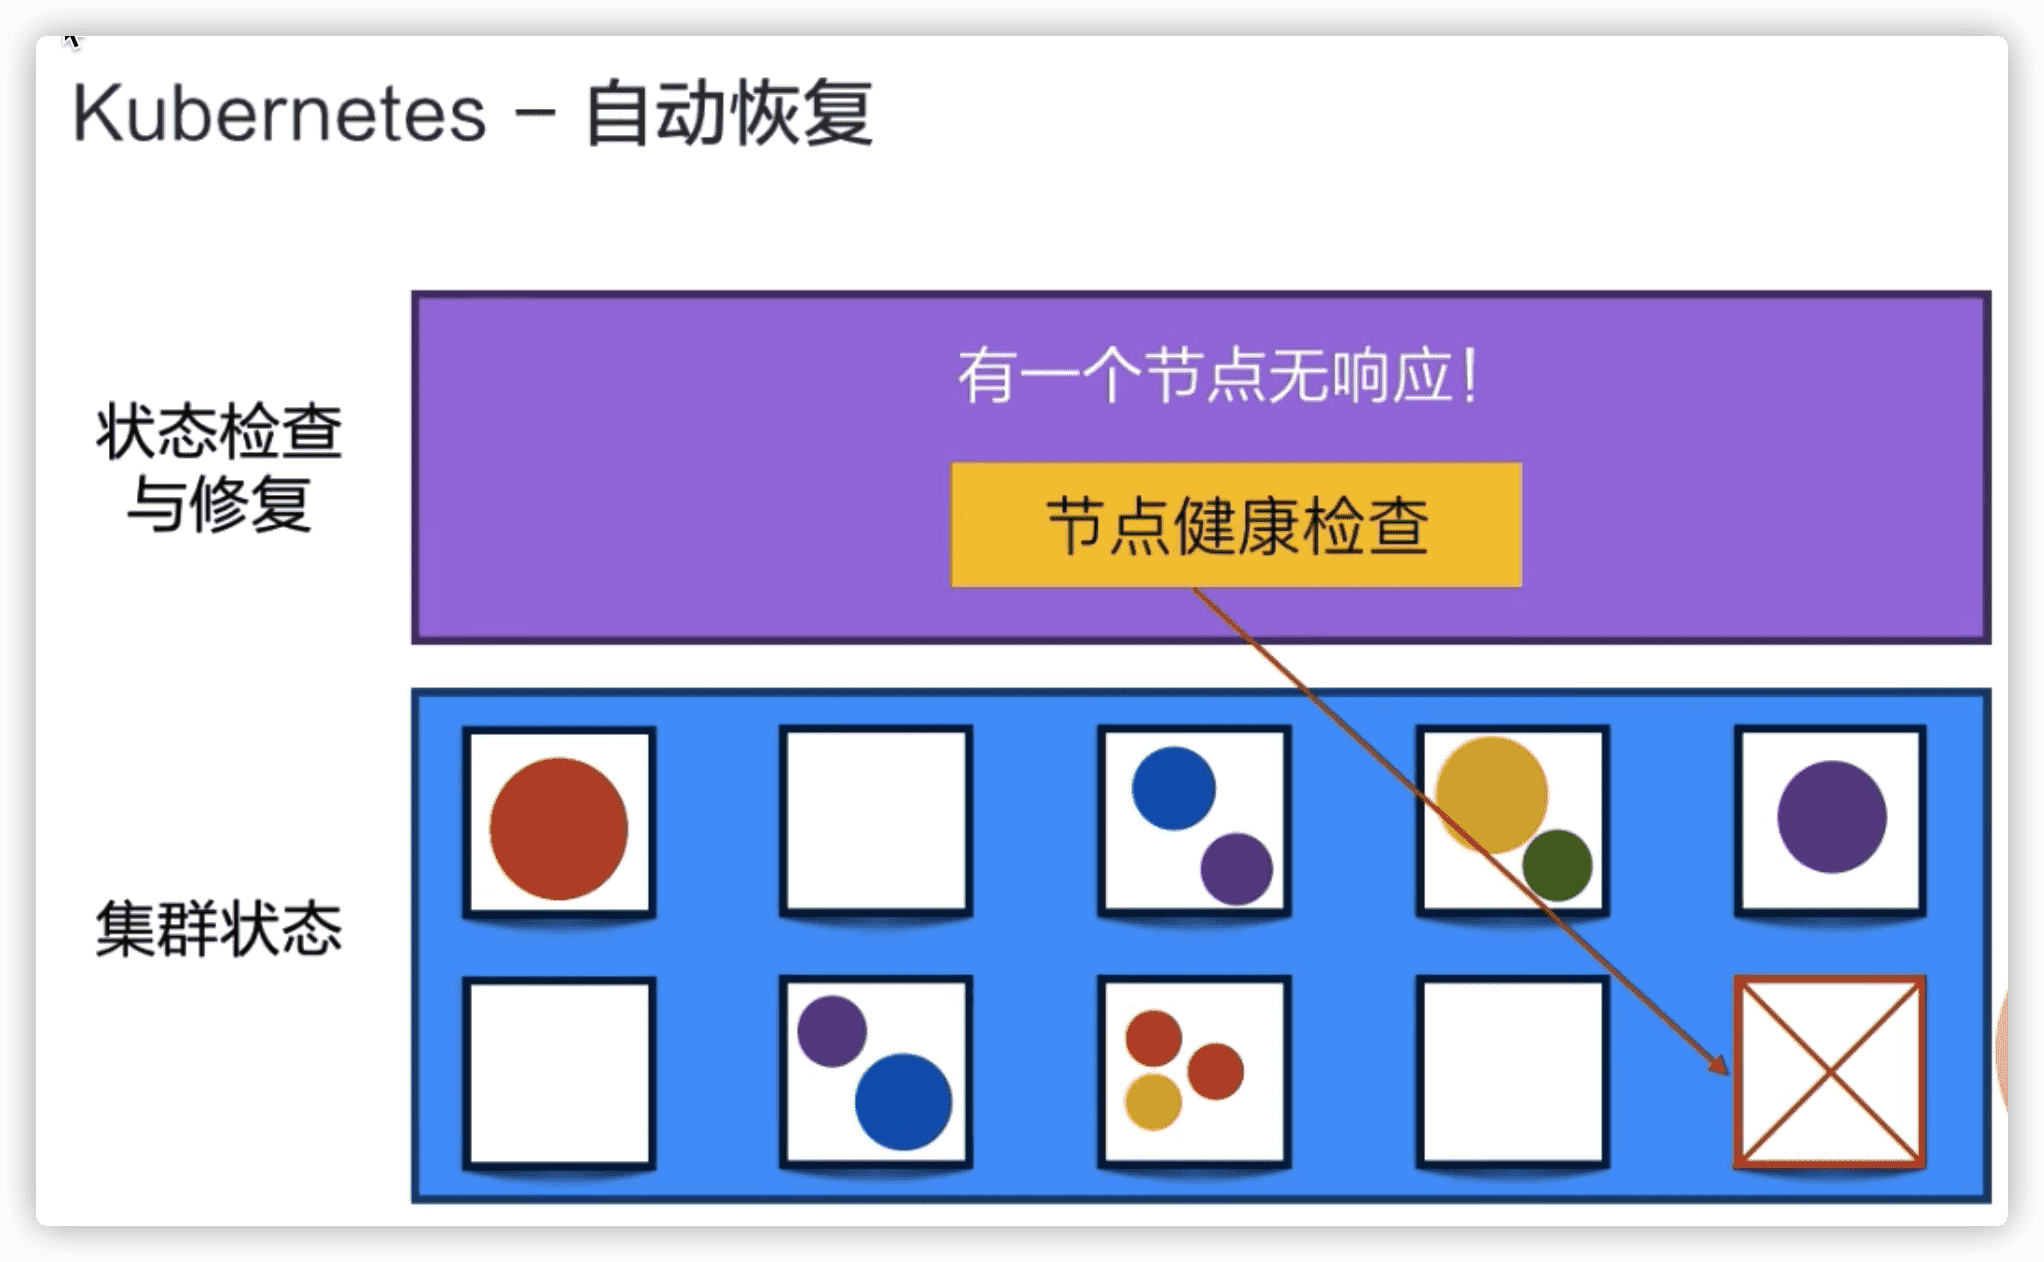 Kubernetes – 自动恢复
有一个节点无响应！
状态检查
与修复
节点健康检查
集群状态